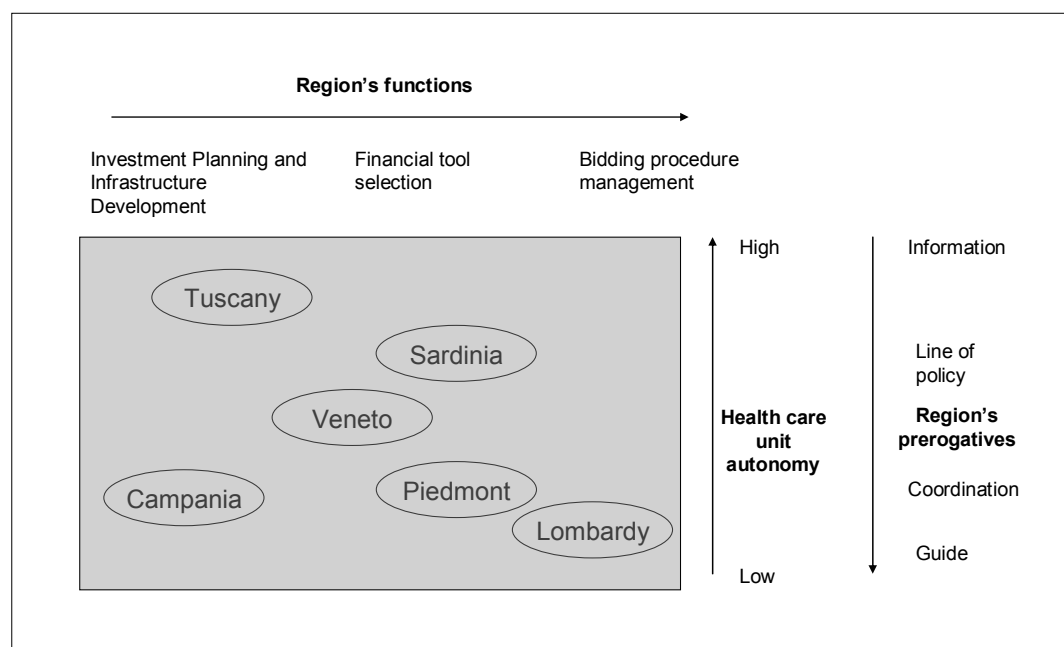 Region's functions
Investment Planning and
Infrastructure
Development
Financial tool
selection
Bidding procedure
management
High
Information
Tuscany
Sardinia
Line of
policy
Veneto
Health care
unit
autonomy
Region's
prerogatives
Campania
Piedmont
Coordination
Lombardy
Guide
Low